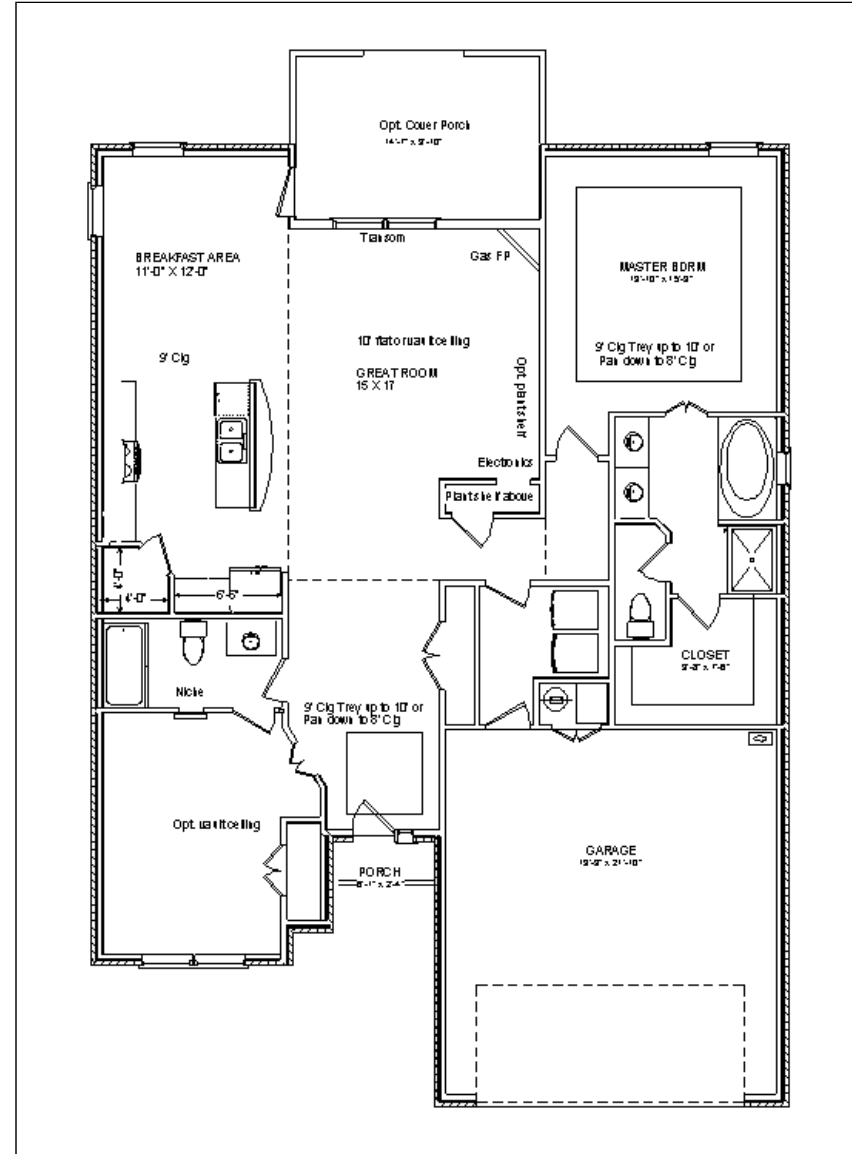 Opt. Cover Porch
Transom
Gas FP
BREAKFAST AREA
11'-0" X 12'-0"
MASTER BDRM
9' Clg
10' flat or vault ceiling
GREAT ROOM
15 X 17
Opt. plant shelf
9' Clg Trey up to 10' or
Pan down to 8' Clg
Electronics
Plant shelf above
4'-0"
4'-0"
6'-6"
Niche
CLOSET
9' Clg Trey up to 10' or
Pan down to 8' Clg
Opt. vault ceiling
PORCH
GARAGE